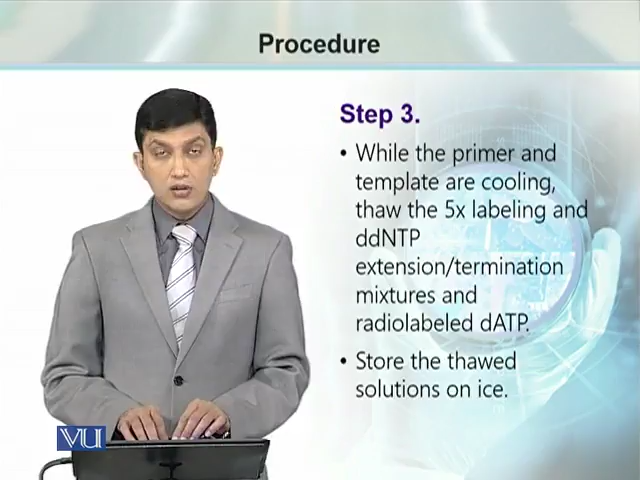 Procedure
Step 3.
• While the primer and
template are cooling,
thaw the 5x labeling and
ddNTP
extension/termination
mixtures and
radiolabeled dATP.
• Store the thawed
solutions on ice.
VU